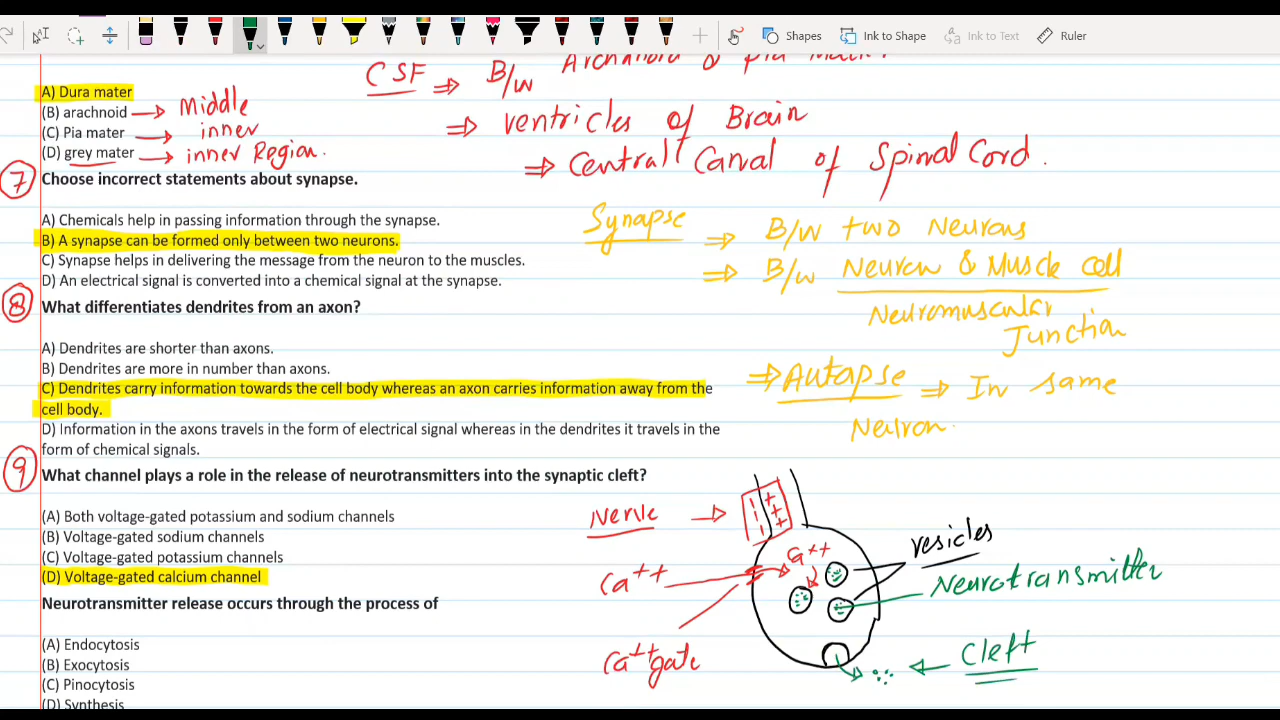 Shapes
Ink to Shape
Ink to Text
Ruler
CSF ⇒ B/W Archnoid & Pia Mater.
⇒ ventricles of Brain
⇒ Central Canal of Spinal Cord.
A) Dura mater
(B) arachnoid → Middle
(C) Pia mater → inner
(D) grey mater → inner Region.
7 Choose incorrect statements about synapse.
A) Chemicals help in passing information through the synapse.
B) A synapse can be formed only between two neurons.
C) Synapse helps in delivering the message from the neuron to the muscles.
D) An electrical signal is converted into a chemical signal at the synapse.
Synapse ⇒ B/W two Neurons
⇒ B/W Neuron & Muscle cell
Neuromuscular
Junction
⇒ Autapse ⇒ In same
Neuron.
8 What differentiates dendrites from an axon?
A) Dendrites are shorter than axons.
B) Dendrites are more in number than axons.
C) Dendrites carry information towards the cell body whereas an axon carries information away from the
cell body.
D) Information in the axons travels in the form of electrical signal whereas in the dendrites it travels in the
form of chemical signals.
9 What channel plays a role in the release of neurotransmitters into the synaptic cleft?
(A) Both voltage-gated potassium and sodium channels
(B) Voltage-gated sodium channels
(C) Voltage-gated potassium channels
(D) Voltage-gated calcium channel
Nerve →
Ca++
Ca++
Ca++ gate
vesicles
Neurotransmitter
Cleft
Neurotransmitter release occurs through the process of
(A) Endocytosis
(B) Exocytosis
(C) Pinocytosis
(D) Synthesis